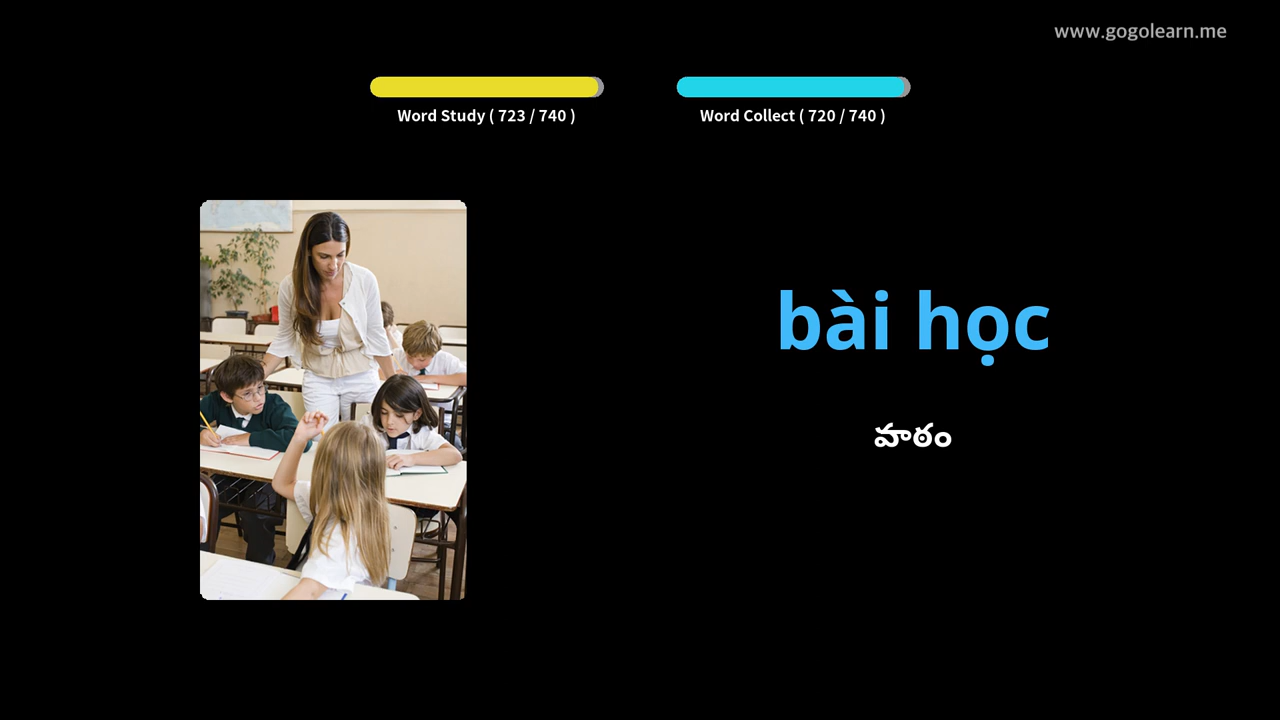 www.gogolearn.me
Word Study ( 723 / 740 )
Word Collect ( 720 / 740 )
bài học
పాఠం